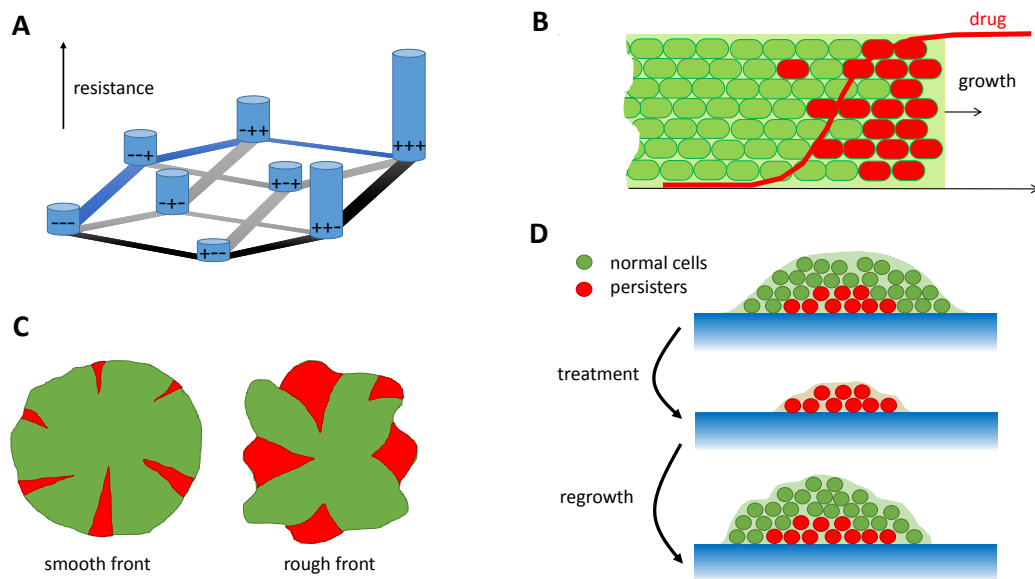 A
resistance
-++
+++
--+
+-+
-+-
---
++-
+--
B
drug
growth
C
smooth front
rough front
D
normal cells
persisters
treatment
regrowth